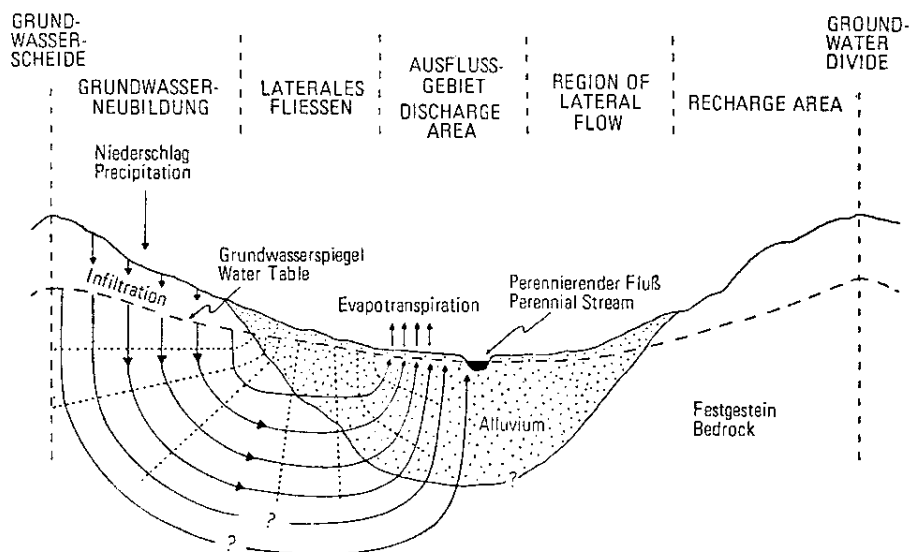 GRUND-
WASSER-
SCHEIDE
GRUNDWASSER-
NEUBILDUNG
LATERALES
FLIESSEN
AUSFLUSS-
GEBIET
DISCHARGE
AREA
REGION OF
LATERAL
FLOW
RECHARGE AREA
GROUND-
WATER
DIVIDE
Niederschlag
Precipitation
Grundwasserspiegel
Water Table
Infiltration
Evapotranspiration
Perennierender Fluß
Perennial Stream
Alluvium
Festgestein
Bedrock
?
?
?